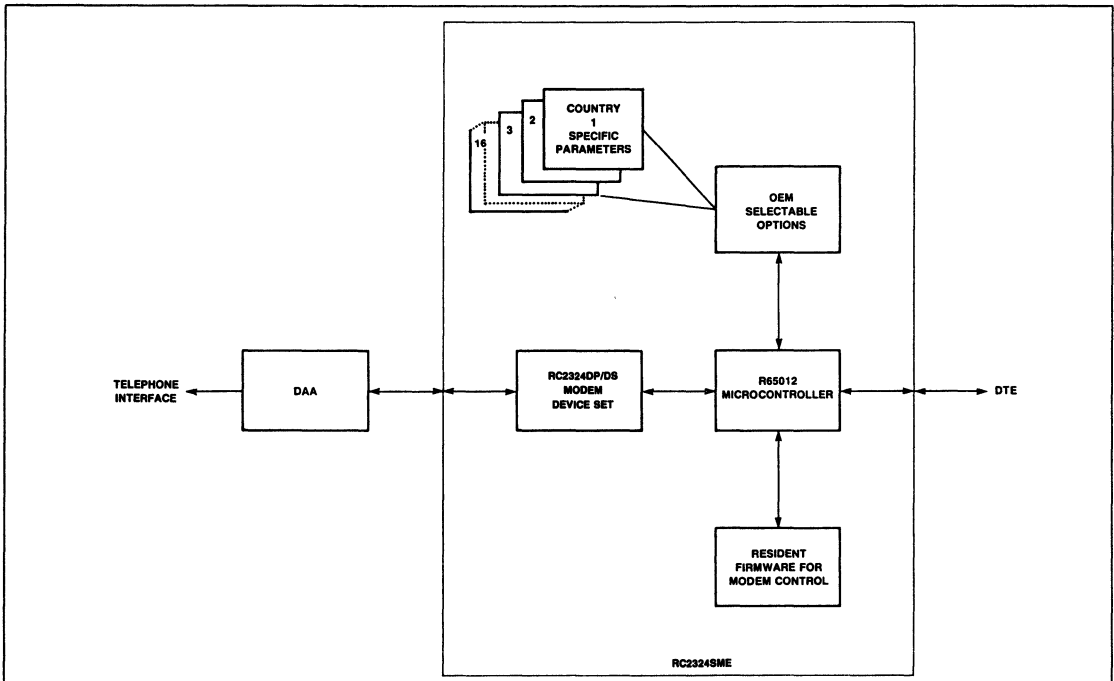 COUNTRY
1
SPECIFIC
PARAMETERS
2
3
16
OEM
SELECTABLE
OPTIONS
TELEPHONE
INTERFACE
DAA
RC2324DP/DS
MODEM
DEVICE SET
R65012
MICROCONTROLLER
DTE
RESIDENT
FIRMWARE FOR
MODEM CONTROL
RC2324SME